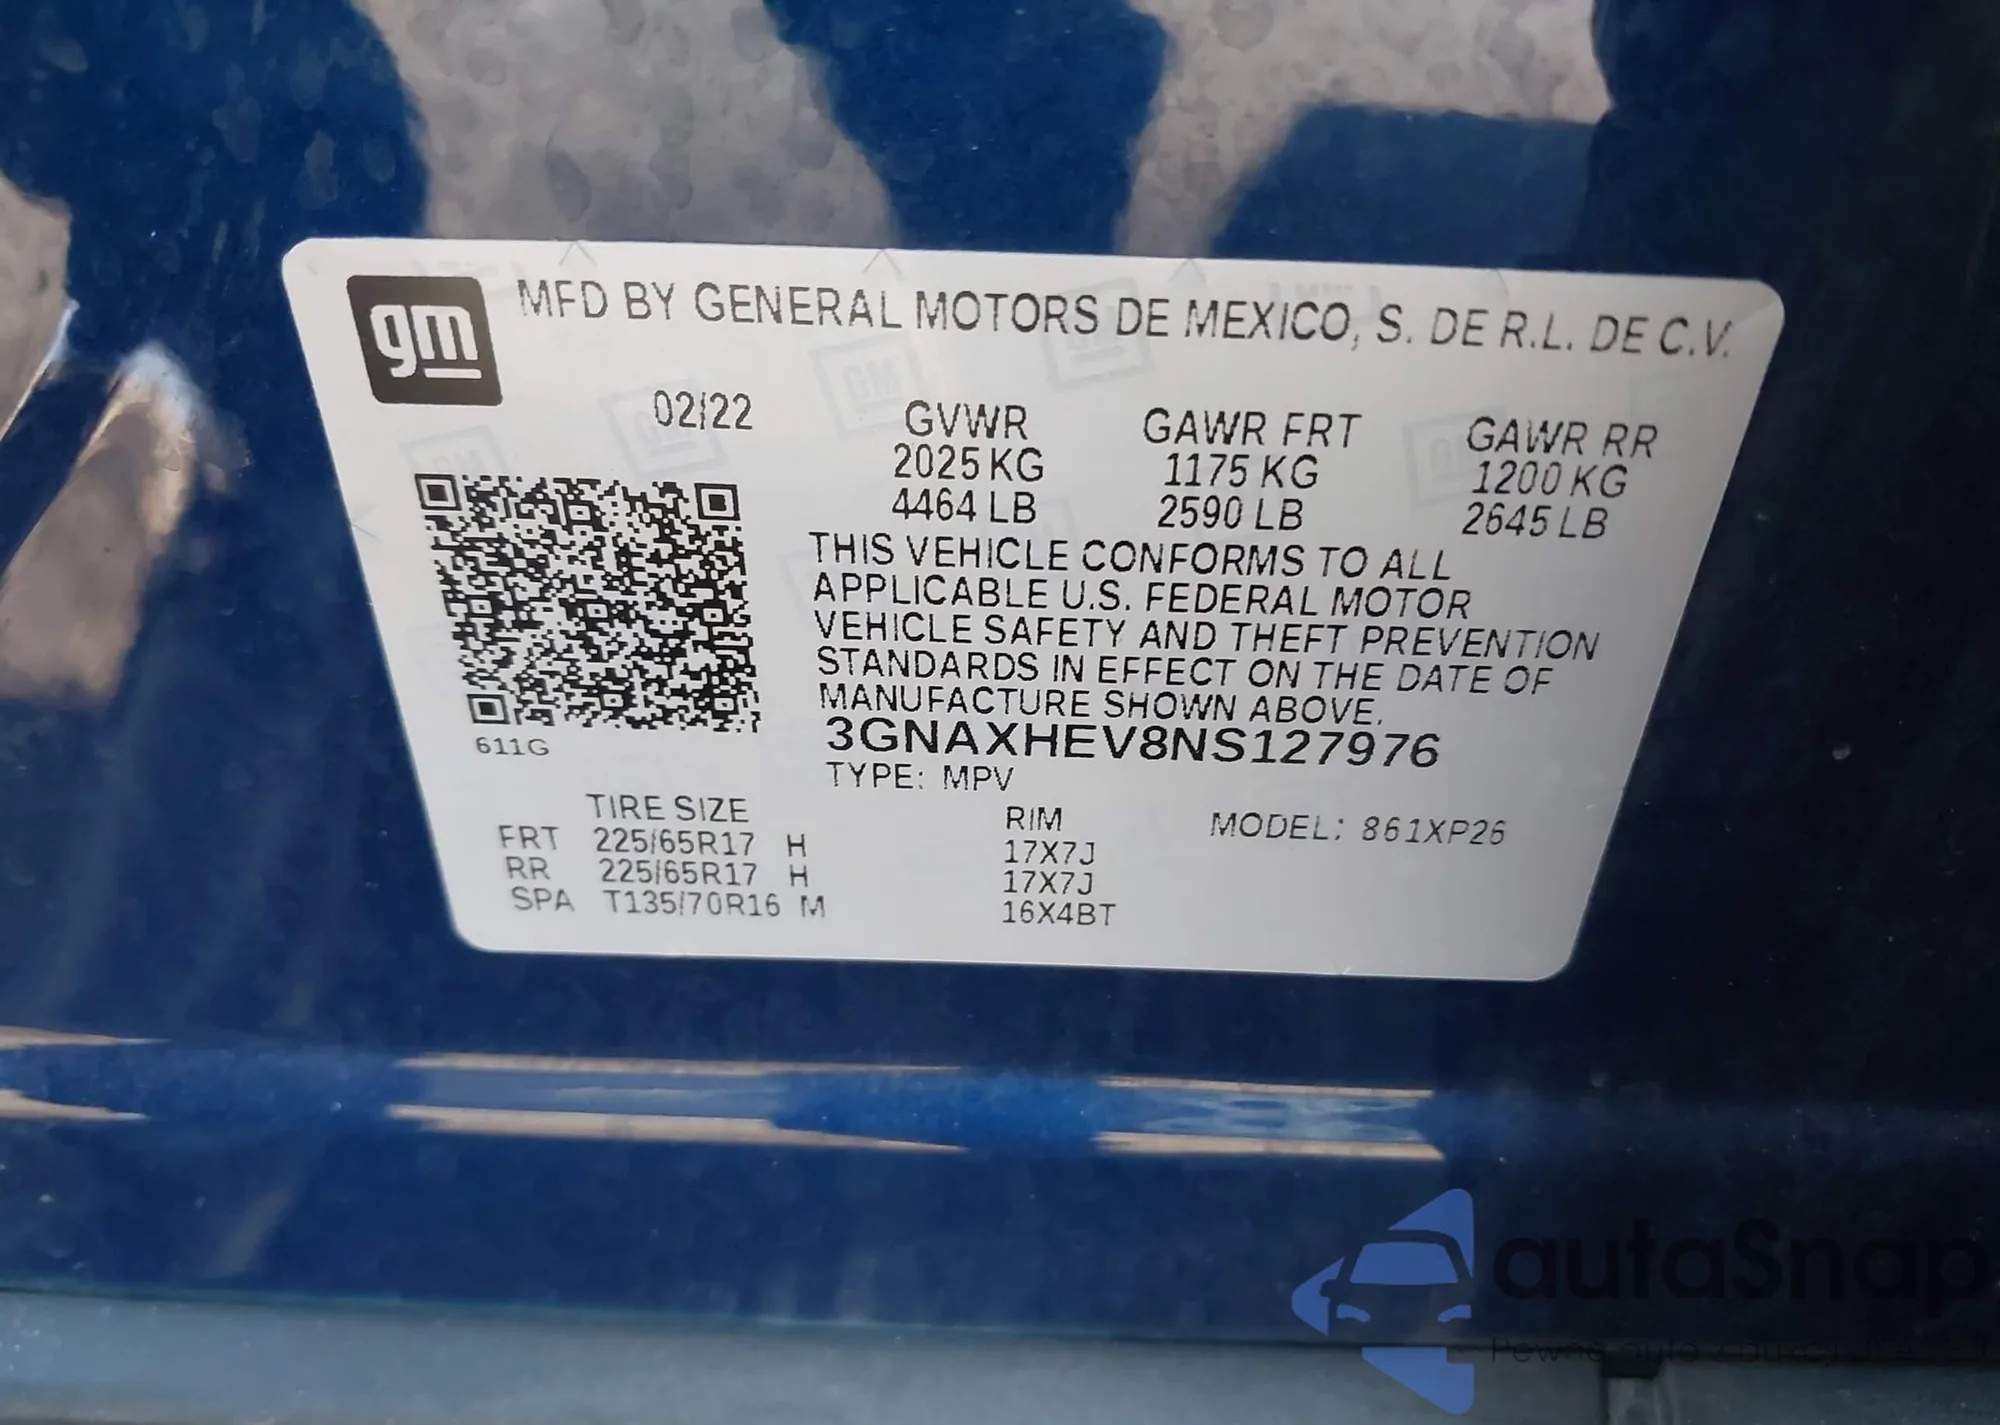 gm
MFD BY GENERAL MOTORS DE MEXICO, S. DE R.L. DE C.V.
02/22
GVWR GAWR FRT GAWR RR
2025 KG 1175 KG 1200 KG
4464 LB 2590 LB 2645 LB
THIS VEHICLE CONFORMS TO ALL
APPLICABLE U.S. FEDERAL MOTOR
VEHICLE SAFETY AND THEFT PREVENTION
STANDARDS IN EFFECT ON THE DATE OF
MANUFACTURE SHOWN ABOVE.
3GNAXHEV8NS127976
611G
TYPE: MPV
TIRE SIZE RIM MODEL: 861XP26
FRT 225/65R17 H 17X7J
RR 225/65R17 H 17X7J
SPA T135/70R16 M 16X4BT
autaSnap
Pewne auto